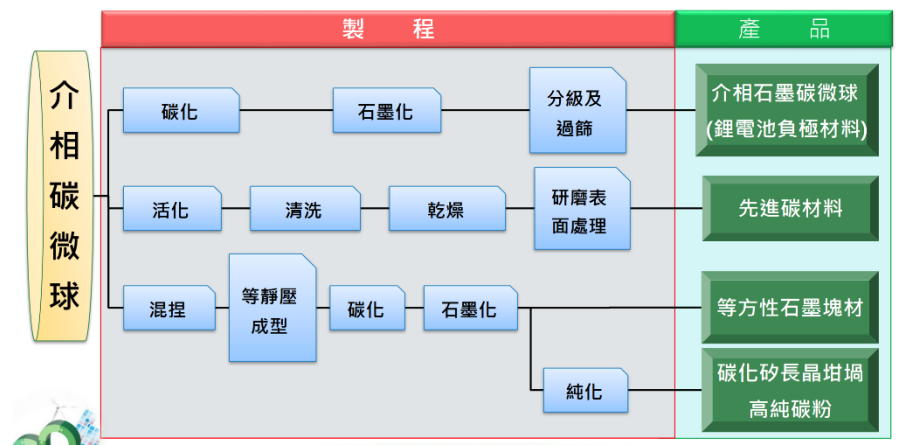 製程
產品
介相碳微球
碳化
石墨化
分級及
過篩
介相石墨碳微球
(鋰電池負極材料)
活化
清洗
乾燥
研磨表
面處理
先進碳材料
混捏
等靜壓
成型
碳化
石墨化
等方性石墨塊材
純化
碳化矽長晶坩堝
高純碳粉